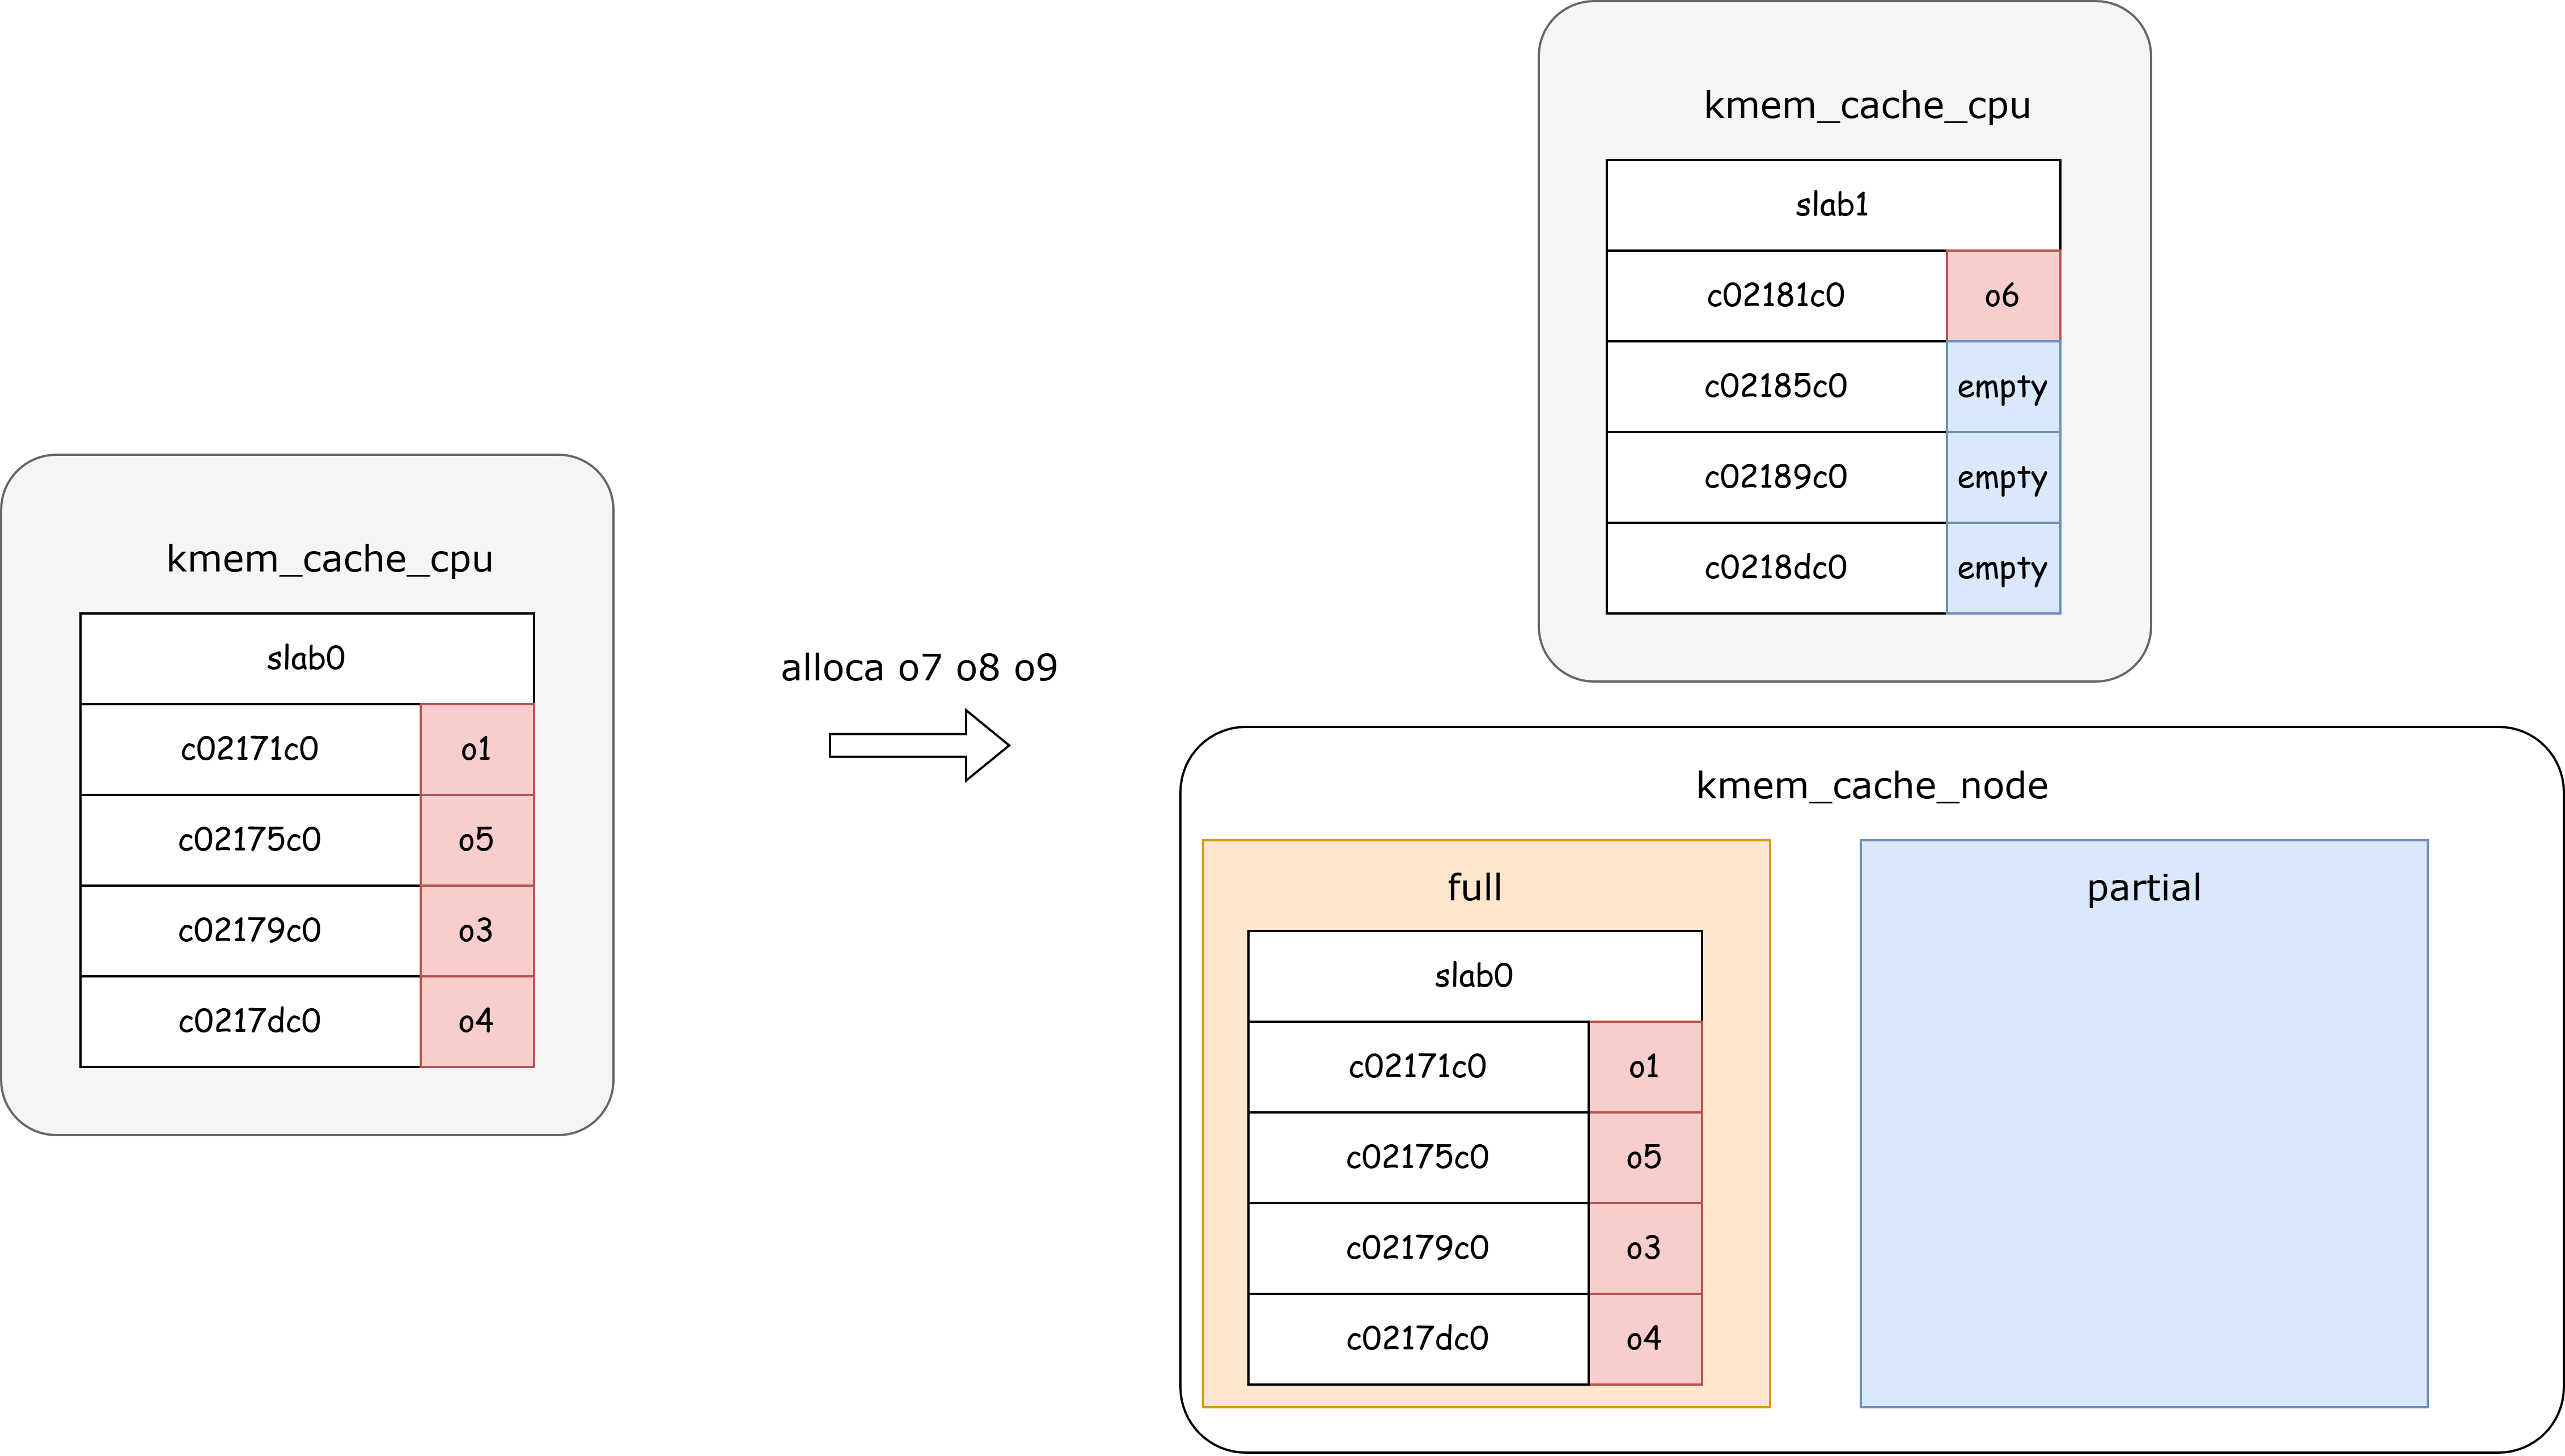 kmem_cache_cpu
slab0
c02171c0 o1
c02175c0 o5
c02179c0 o3
c0217dc0 o4
alloca o7 o8 o9
kmem_cache_cpu
slab1
c02181c0 o6
c02185c0 empty
c02189c0 empty
c0218dc0 empty
kmem_cache_node
full
slab0
c02171c0 o1
c02175c0 o5
c02179c0 o3
c0217dc0 o4
partial